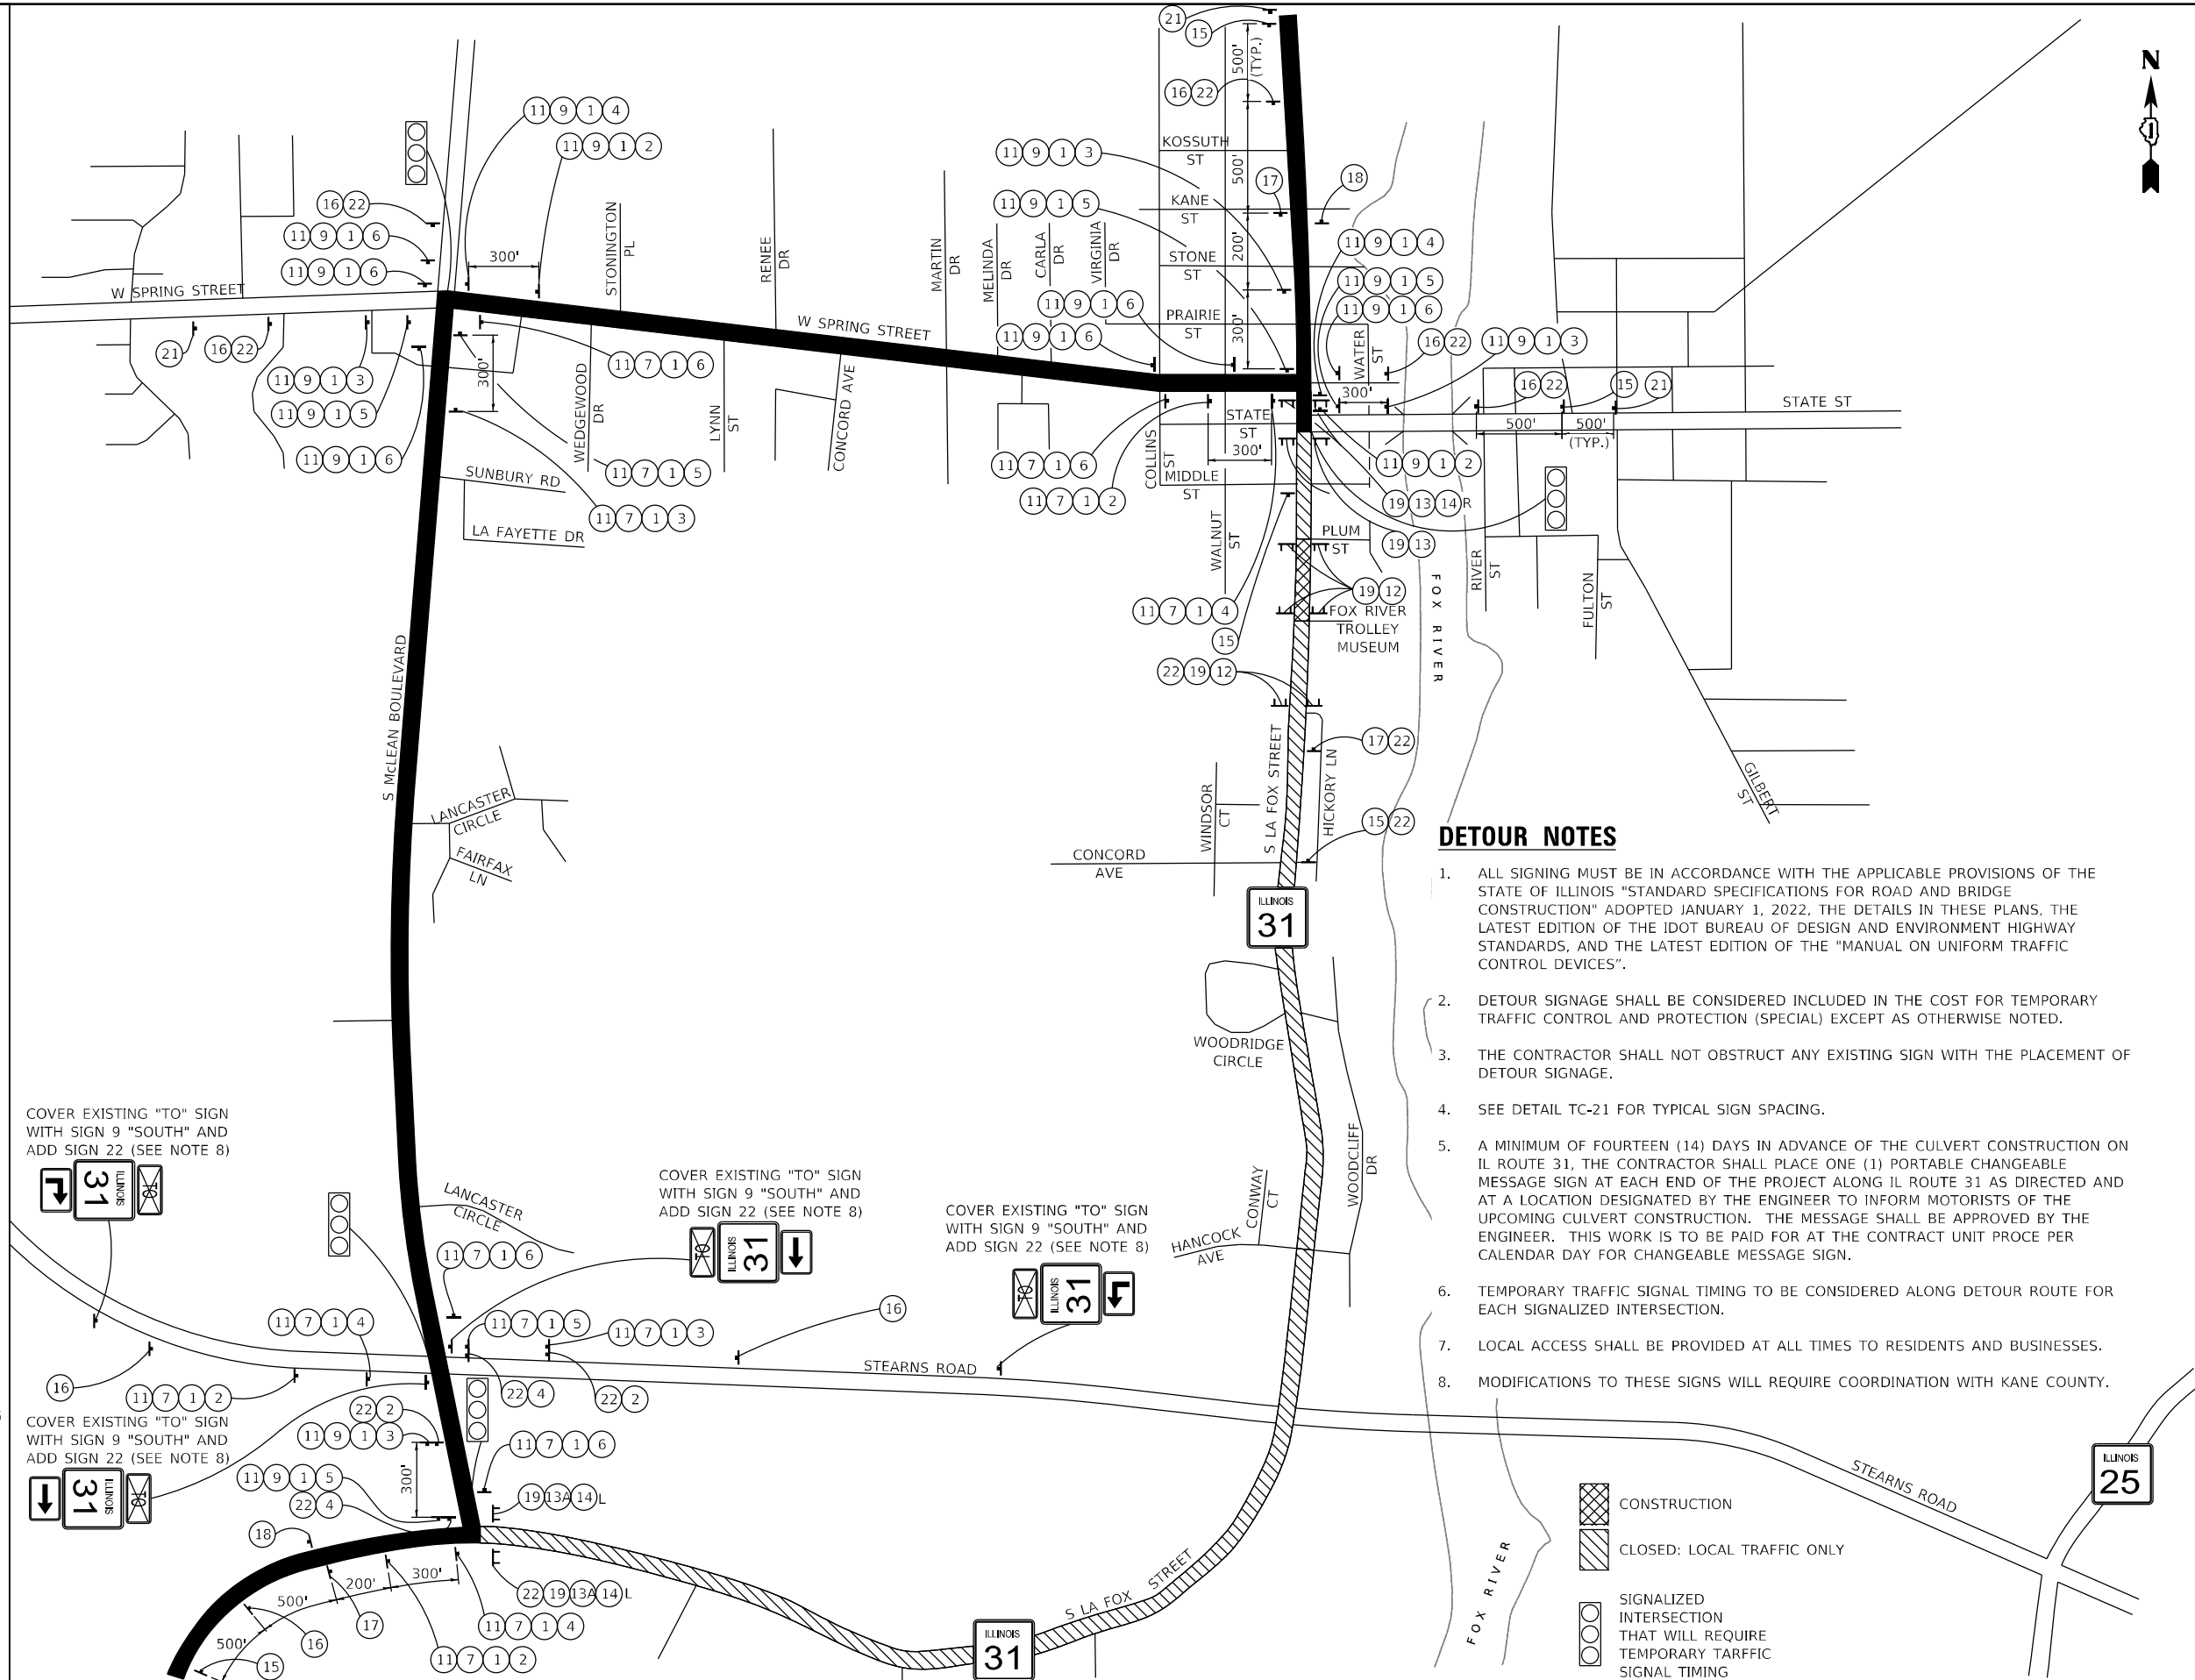 21
15
500'
(TYP.)
N
16 22
11 9 1 4
11 9 1 2
KOSSUTH
ST
11 9 1 3
500'
17
18
16 22
11 9 1 5
KANE
ST
11 9 1 6
STONINGTON
PL
RENEE
DR
MARTIN
DR
MELINDA
DR
CARLA
DR
VIRGINIA
DR
STONE
ST
200'
11 9 1 4
11 9 1 6
300'
11 9 1 5
W SPRING STREET
11 9 1 6
11 9 1 6
PRAIRIE
ST
W SPRING STREET
11 9 1 6
300'
WATER
ST
16 22
11 9 1 3
21
16 22
11 7 1 6
300'
11 9 1 3
WEDGEWOOD
DR
LYNN
ST
CONCORD AVE
16 22
15 21
300'
11 9 1 5
STATE
ST
STATE ST
500'
500'
(TYP.)
11 9 1 6
11 7 1 5
SUNBURY RD
11 7 1 6
COLLINS
ST
300'
11 9 1 2
MIDDLE
ST
11 7 1 2
19 13 14 R
11 7 1 3
LA FAYETTE DR
WALNUT
ST
PLUM
ST
19 13
RIVER
ST
FULTON
ST
19 12
11 7 1 4
FOX RIVER
TROLLEY
MUSEUM
FOX RIVER
15
22 19 12
S McLEAN BOULEVARD
S LA FOX STREET
17 22
HICKORY LN
GILBERT
ST
LANCASTER
CIRCLE
WINDSOR
CT
15 22
FAIRFAX
LN
CONCORD
AVE
ILLINOIS
31
WOODRIDGE
CIRCLE
WOODCLIFF
DR
CONWAY
CT
HANCOCK
AVE
DETOUR NOTES
1. ALL SIGNING MUST BE IN ACCORDANCE WITH THE APPLICABLE PROVISIONS OF THE
STATE OF ILLINOIS "STANDARD SPECIFICATIONS FOR ROAD AND BRIDGE
CONSTRUCTION" ADOPTED JANUARY 1, 2022, THE DETAILS IN THESE PLANS, THE
LATEST EDITION OF THE IDOT BUREAU OF DESIGN AND ENVIRONMENT HIGHWAY
STANDARDS, AND THE LATEST EDITION OF THE "MANUAL ON UNIFORM TRAFFIC
CONTROL DEVICES".
2. DETOUR SIGNAGE SHALL BE CONSIDERED INCLUDED IN THE COST FOR TEMPORARY
TRAFFIC CONTROL AND PROTECTION (SPECIAL) EXCEPT AS OTHERWISE NOTED.
3. THE CONTRACTOR SHALL NOT OBSTRUCT ANY EXISTING SIGN WITH THE PLACEMENT OF
DETOUR SIGNAGE.
4. SEE DETAIL TC-21 FOR TYPICAL SIGN SPACING.
5. A MINIMUM OF FOURTEEN (14) DAYS IN ADVANCE OF THE CULVERT CONSTRUCTION ON
IL ROUTE 31, THE CONTRACTOR SHALL PLACE ONE (1) PORTABLE CHANGEABLE
MESSAGE SIGN AT EACH END OF THE PROJECT ALONG IL ROUTE 31 AS DIRECTED AND
AT A LOCATION DESIGNATED BY THE ENGINEER TO INFORM MOTORISTS OF THE
UPCOMING CULVERT CONSTRUCTION. THE MESSAGE SHALL BE APPROVED BY THE
ENGINEER. THIS WORK IS TO BE PAID FOR AT THE CONTRACT UNIT PROCE PER
CALENDAR DAY FOR CHANGEABLE MESSAGE SIGN.
6. TEMPORARY TRAFFIC SIGNAL TIMING TO BE CONSIDERED ALONG DETOUR ROUTE FOR
EACH SIGNALIZED INTERSECTION.
7. LOCAL ACCESS SHALL BE PROVIDED AT ALL TIMES TO RESIDENTS AND BUSINESSES.
8. MODIFICATIONS TO THESE SIGNS WILL REQUIRE COORDINATION WITH KANE COUNTY.
COVER EXISTING "TO" SIGN
WITH SIGN 9 "SOUTH" AND
ADD SIGN 22 (SEE NOTE 8)
ILLINOIS
31
TO
COVER EXISTING "TO" SIGN
WITH SIGN 9 "SOUTH" AND
ADD SIGN 22 (SEE NOTE 8)
TO
ILLINOIS
31
COVER EXISTING "TO" SIGN
WITH SIGN 9 "SOUTH" AND
ADD SIGN 22 (SEE NOTE 8)
TO
ILLINOIS
31
LANCASTER
CIRCLE
11 7 1 6
16
11 7 1 4
11 7 1 5
11 7 1 3
STEARNS ROAD
16
11 7 1 2
22 4
22 2
COVER EXISTING "TO" SIGN
WITH SIGN 9 "SOUTH" AND
ADD SIGN 22 (SEE NOTE 8)
ILLINOIS
31
TO
22 2
11 9 1 3
11 7 1 6
300'
11 9 1 5
22 4
19 13A 14 L
18
300'
200'
500'
22 19 13A 14 L
17
11 7 1 4
16
500'
15
11 7 1 2
S LA FOX STREET
ILLINOIS
31
FOX RIVER
STEARNS ROAD
ILLINOIS
25
CONSTRUCTION
CLOSED: LOCAL TRAFFIC ONLY
SIGNALIZED
INTERSECTION
THAT WILL REQUIRE
TEMPORARY TARFFIC
SIGNAL TIMING